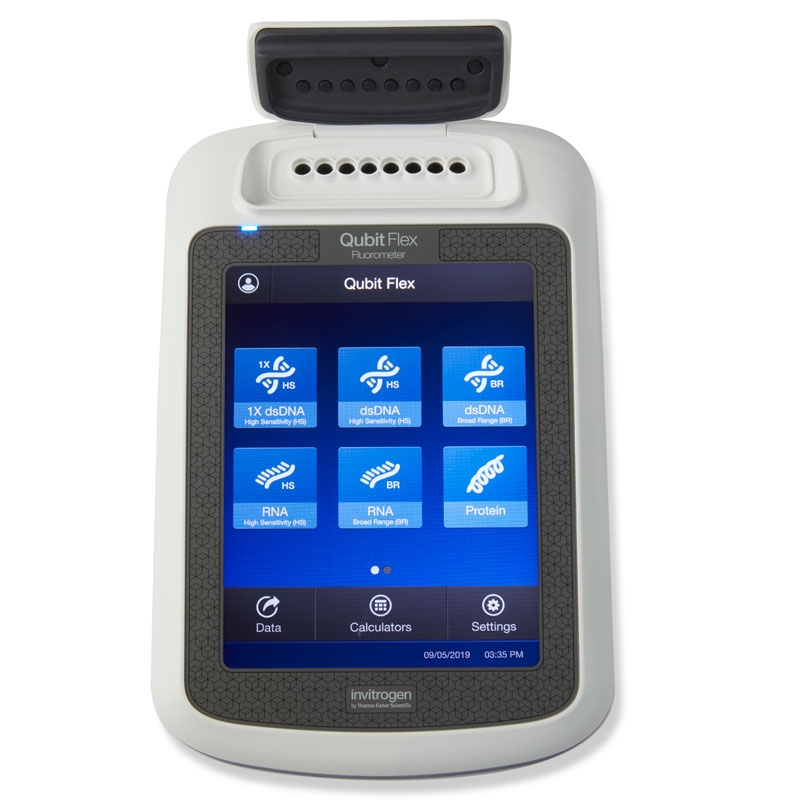 Qubit Flex
Fluorometer
Qubit Flex
1X
HS
1X dsDNA
High Sensitivity (HS)
HS
dsDNA
High Sensitivity (HS)
BR
dsDNA
Broad Range (BR)
HS
RNA
High Sensitivity (HS)
BR
RNA
Broad Range (BR)
Protein
Data
Calculators
Settings
09/05/2019 03:35 PM
invitrogen
by Thermo Fisher Scientific